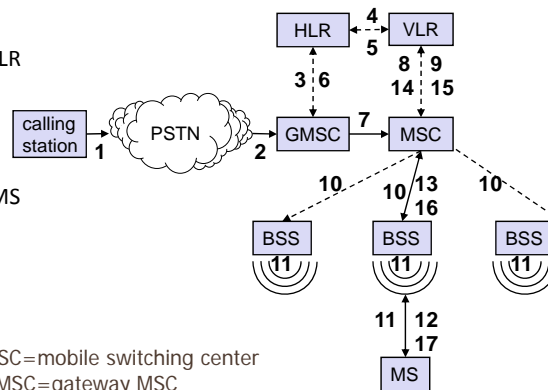 HLR VLR
4
5
LR
3 6
8 9
14 15
calling
station
1
PSTN
2
GMSC
7
MSC
MS
10
10
13
16
10
BSS
BSS
BSS
11
11
11
11
12
17
MS
SC=mobile switching center
MSC=gateway MSC